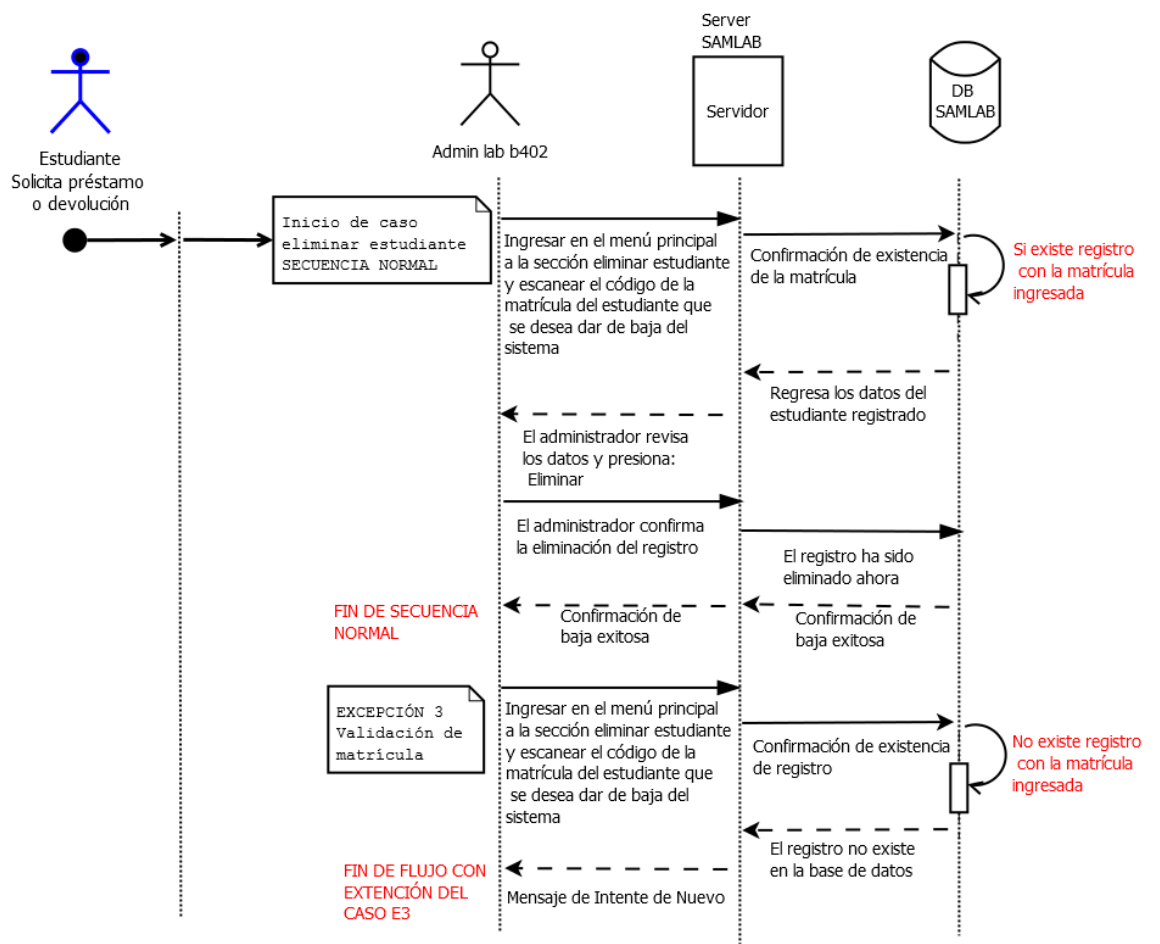 Server
SAMLAB
Servidor
DB
SAMLAB
Estudiante
Solicita préstamo
o devolución
Admin lab b402
Inicio de caso
eliminar estudiante
SECUENCIA NORMAL
Ingresar en el menú principal
a la sección eliminar estudiante
y escanear el código de la
matrícula del estudiante que
se desea dar de baja del
sistema
Confirmación de existencia
de la matrícula
Si existe registro
con la matrícula
ingresada
Regresa los datos del
estudiante registrado
El administrador revisa
los datos y presiona:
Eliminar
El administrador confirma
la eliminación del registro
El registro ha sido
eliminado ahora
FIN DE SECUENCIA
NORMAL
Confirmación de
baja exitosa
Confirmación de
baja exitosa
EXCEPCIÓN 3
Validación de
matrícula
Ingresar en el menú principal
a la sección eliminar estudiante
y escanear el código de la
matrícula del estudiante que
se desea dar de baja del
sistema
Confirmación de existencia
de registro
No existe registro
con la matrícula
ingresada
El registro no existe
en la base de datos
FIN DE FLUJO CON
EXTENCIÓN DEL
CASO E3
Mensaje de Intente de Nuevo